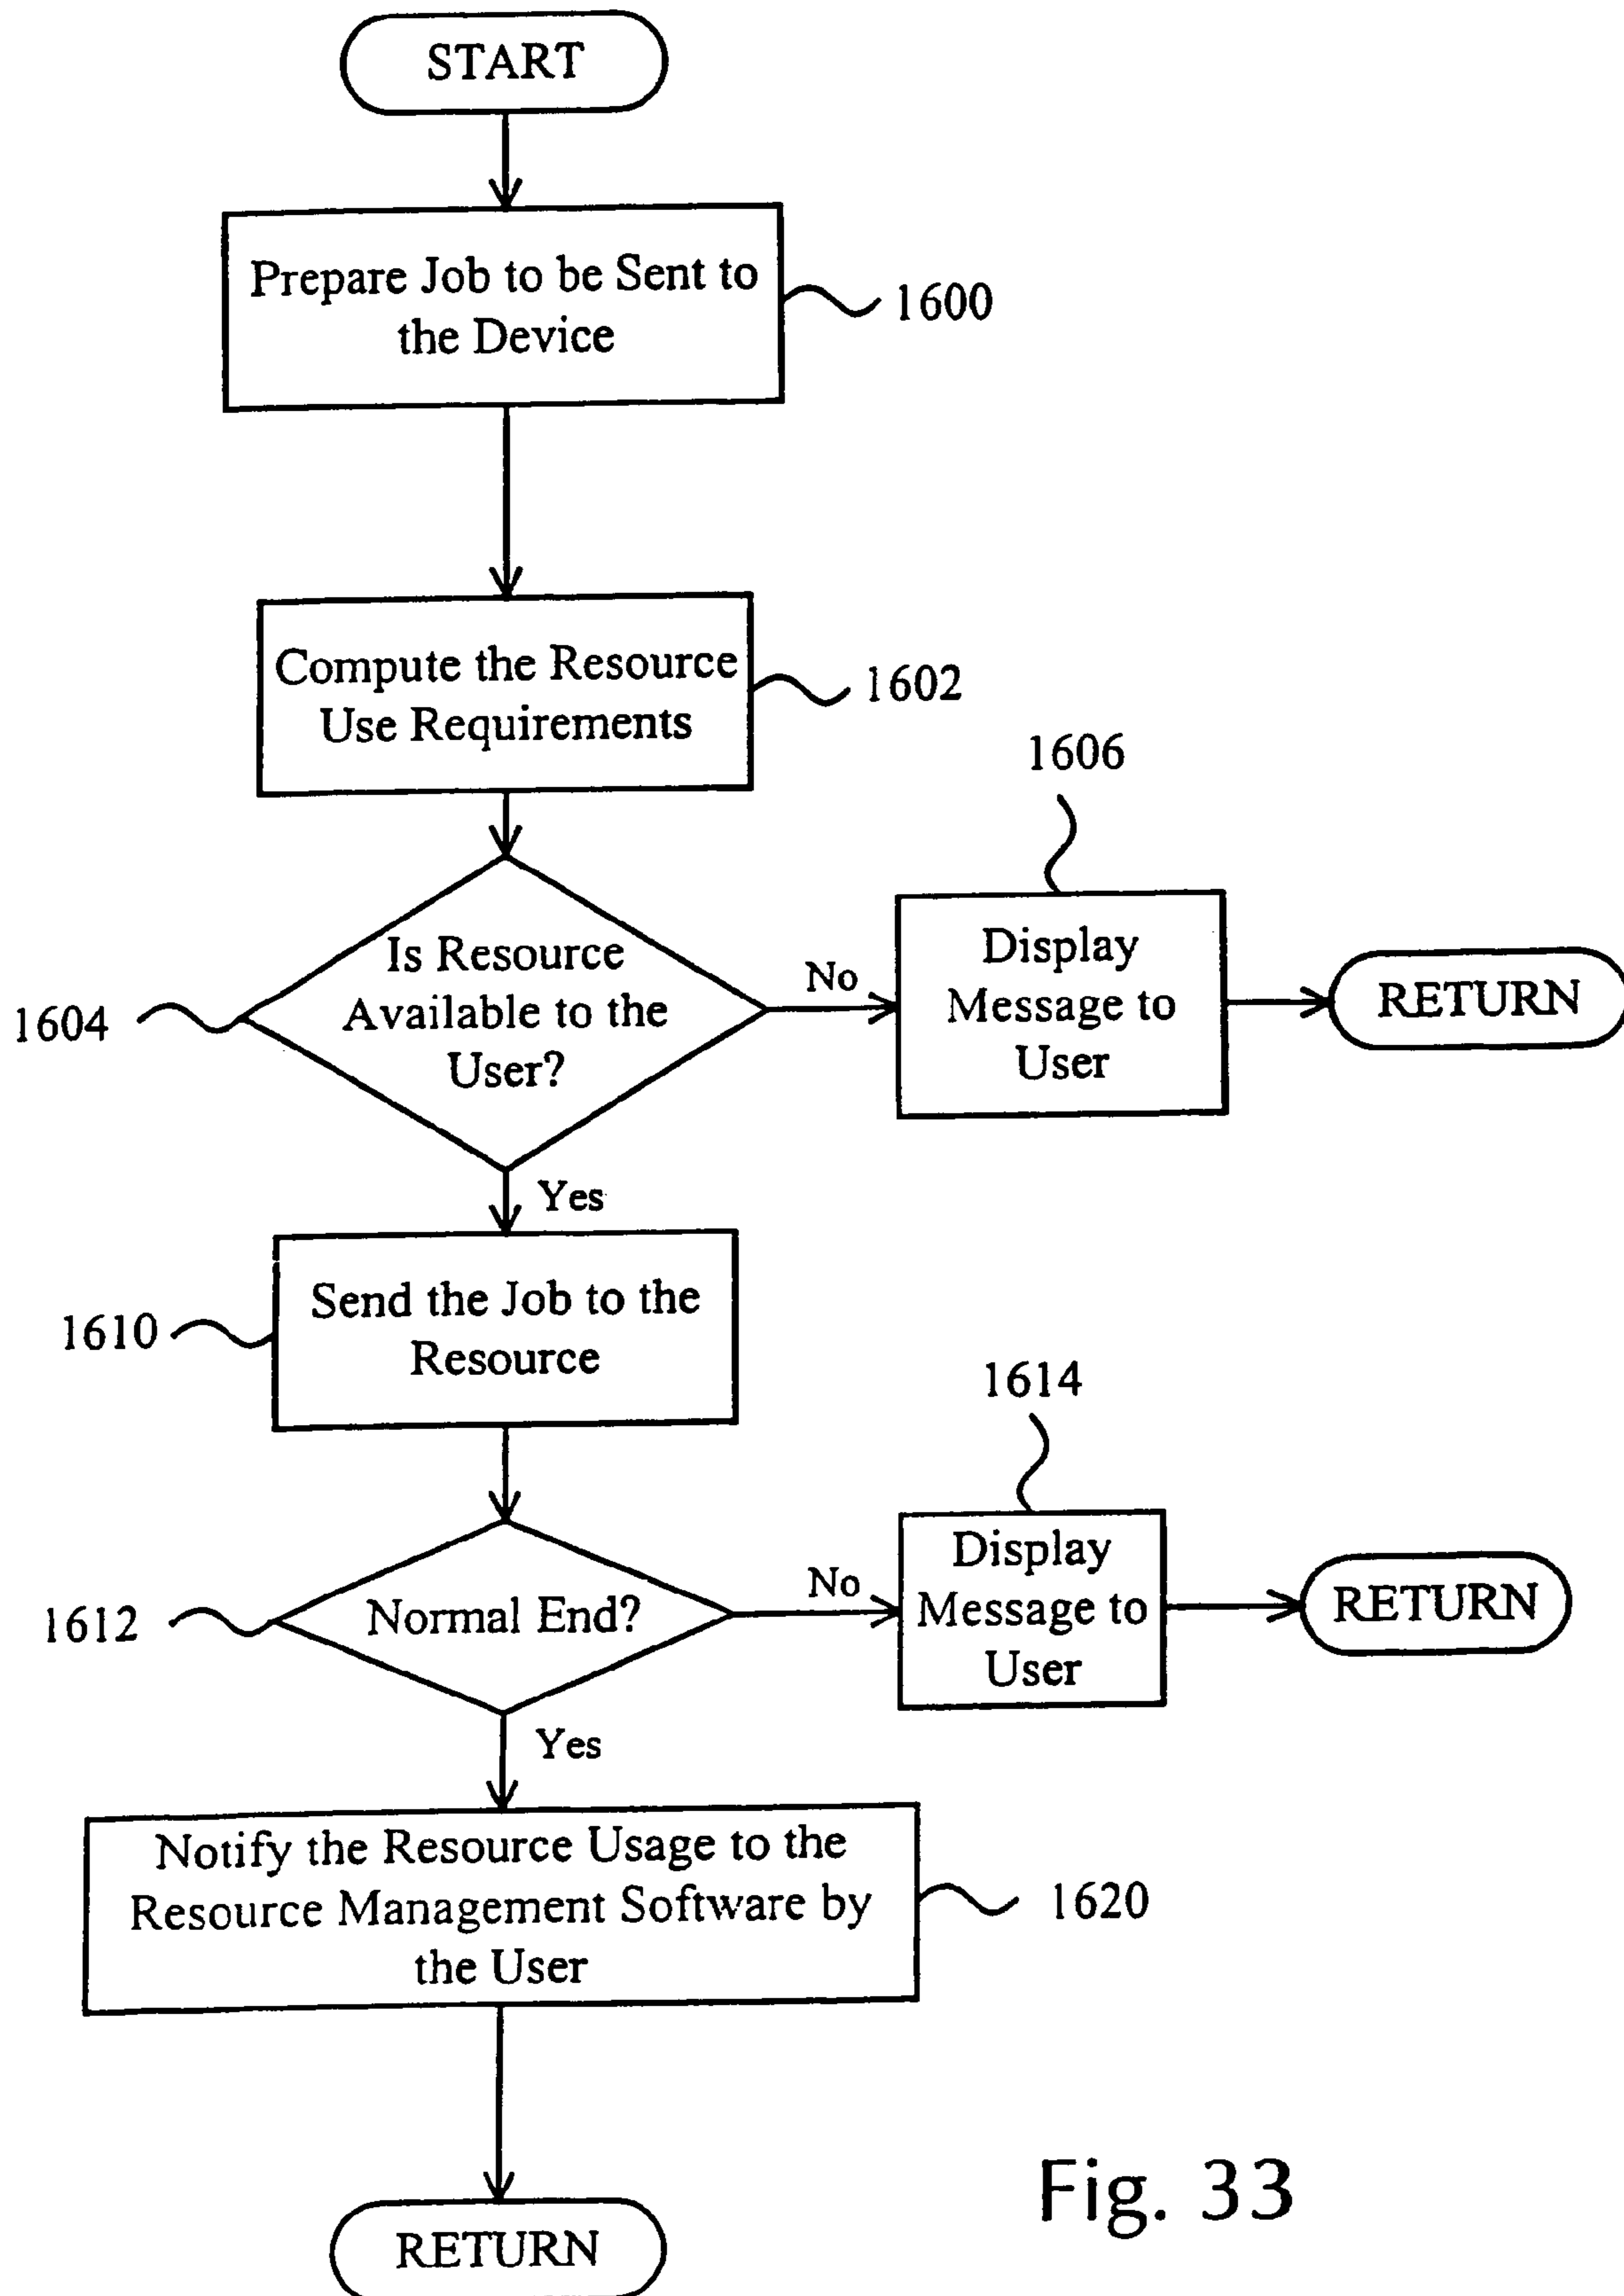 START
Prepare Job to be Sent to
the Device
1600
Compute the Resource
Use Requirements
1602
1606
Is Resource
Available to the
User?
1604
No
Display
Message to
User
RETURN
Yes
Send the Job to the
Resource
1610
1614
Normal End?
1612
No
Display
Message to
User
RETURN
Yes
Notify the Resource Usage to the
Resource Management Software by
the User
1620
RETURN
Fig. 33